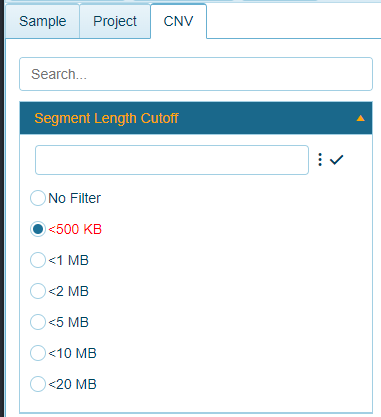 Sample Project CNV
Search...
Segment Length Cutoff
No Filter
<500 KB
<1 MB
<2 MB
<5 MB
<10 MB
<20 MB